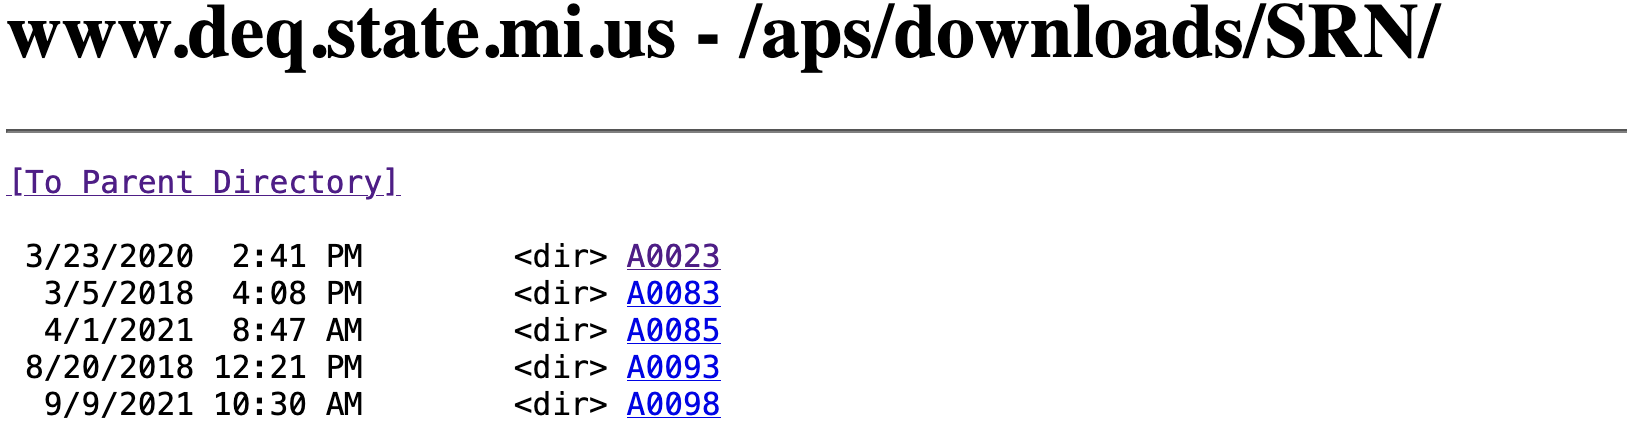 www.deq.state.mi.us - /aps/downloads/SRN/
[To Parent Directory]
3/23/2020  2:41 PM        <dir> A0023
3/5/2018  4:08 PM        <dir> A0083
4/1/2021  8:47 AM        <dir> A0085
8/20/2018 12:21 PM        <dir> A0093
9/9/2021 10:30 AM        <dir> A0098